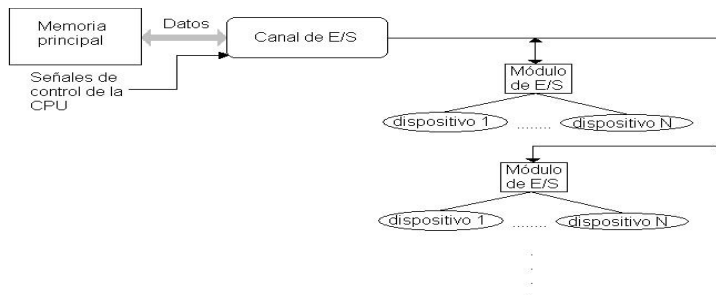 Memoria
principal
Datos
Canal de E/S
Señales de
control de la
CPU
Módulo
de E/S
dispositivo 1 ........ dispositivo N
Módulo
de E/S
dispositivo 1 ........ dispositivo N
.
.
.